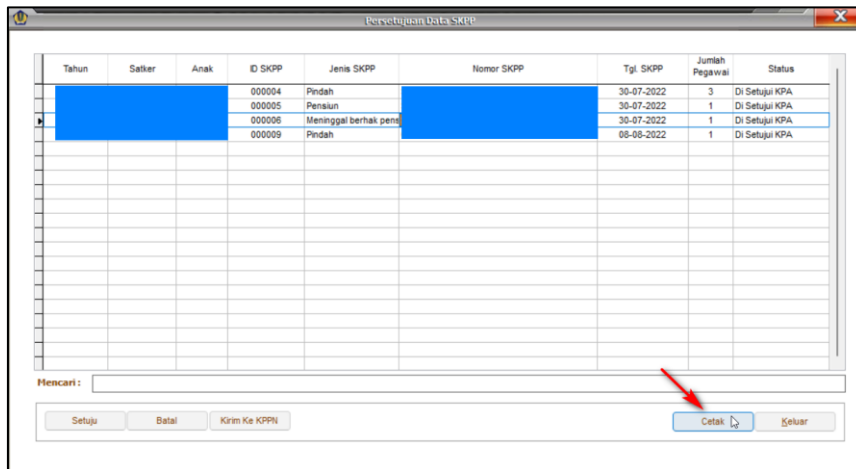 Persetujuan Data SKPP
Tahun Satker Anak ID SKPP Jenis SKPP Nomor SKPP Tgl. SKPP Jumlah Pegawai Status
000004 Pindah 30-07-2022 3 Di Setujui KPA
000005 Pensiun 30-07-2022 1 Di Setujui KPA
000006 Meninggal berhak pens 30-07-2022 1 Di Setujui KPA
000009 Pindah 08-08-2022 1 Di Setujui KPA
Mencari :
Setuju Batal Kirim Ke KPPN Cetak Keluar